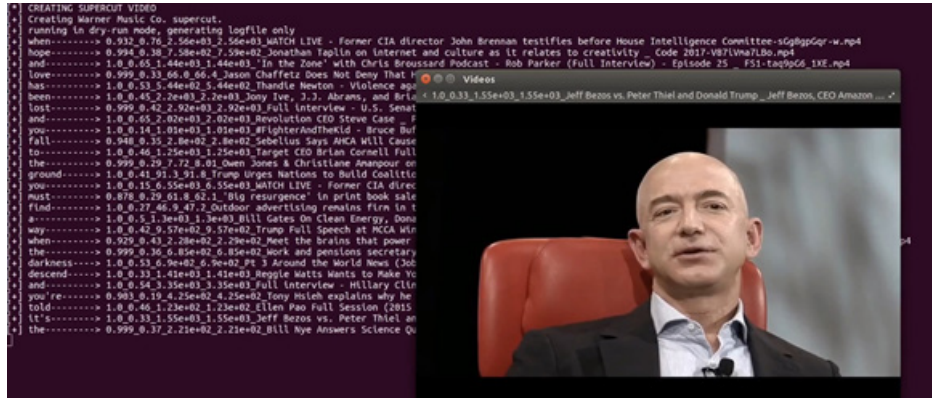 [+] CREATING SUPERCUT VIDEO
[+] Creating Warner Music Co. supercut.
[+] running in dry-run mode, generating logfile only
[+] when--------> 0.932_0.76_2.56e+03_2.56e+03_WATCH LIVE - Former CIA director John Brennan testifies before House Intelligence Committee-sGgBgpGqr-w.mp4
[+] hope--------> 0.994_0.38_7.58e+02_7.59e+02_Jonathan Taplin on internet and culture as it relates to creativity _ Code 2017-V87iVma7LBo.mp4
[+] and---------> 1.0_0.65_1.44e+03_1.44e+03_'In the Zone' with Chris Broussard Podcast - Rob Parker (Full Interview) - Episode 25 _ FS1-taq9pG6_1XE.mp4
[+] love--------> 0.999_0.33_66.0_66.4_Jason Chaffetz Does Not Deny That
[+] has---------> 1.0_0.53_5.44e+02_5.44e+02_Thandie Newton - Violence aga
[+] been--------> 1.0_0.45_2.2e+03_2.2e+03_Jony Ive, J.J. Abrams, and Bria
[+] lost--------> 0.999_0.42_2.92e+03_2.92e+03_Full Interview - U.S. Senat
[+] and---------> 1.0_0.65_2.02e+03_2.02e+03_Revolution CEO Steve Case _
[+] you---------> 1.0_0.14_1.01e+03_1.01e+03_#FighterAndTheKid - Bruce Buf
[+] fall--------> 0.948_0.35_2.8e+02_2.8e+02_Sebelius Says AHCA Will Cause
[+] to----------> 1.0_0.46_1.25e+03_1.25e+03_Target CEO Brian Cornell Full
[+] the---------> 0.999_0.29_7.72_8.01_Owen Jones & Christiane Amanpour on
[+] ground------> 1.0_0.41_91.3_91.8_Trump Urges Nations to Build Coalitio
[+] you---------> 1.0_0.15_6.55e+03_6.55e+03_WATCH LIVE - Former CIA direc
[+] must--------> 0.878_0.29_61.8_62.1_'Big resurgence' in print book sale
[+] find--------> 1.0_0.27_46.9_47.2_Outdoor advertising remains firm in t
[+] a-----------> 1.0_0.5_1.3e+03_1.3e+03_Bill Gates On Clean Energy, Dona
[+] way---------> 1.0_0.42_9.57e+02_9.57e+02_Trump Full Speech at MCCA Win
[+] when--------> 0.929_0.43_2.28e+02_2.29e+02_Meet the brains that power
p4
[+] the---------> 0.999_0.36_6.85e+02_6.85e+02_Work and pensions secretary
[+] darkness----> 1.0_0.53_6.9e+02_6.9e+02_Pt 3 Around the World News (Job
[+] descend-----> 1.0_0.33_1.41e+03_1.41e+03_Reggie Watts Wants to Make Yo
[+] and---------> 1.0_0.54_3.35e+03_3.35e+03_Full interview - Hillary Clin
[+] you're------> 0.903_0.19_4.25e+02_4.25e+02_Tony Hsieh explains why he
[+] told--------> 1.0_0.46_1.23e+02_1.23e+02_Ellen Pao Full Session (2015
[+] it's--------> 1.0_0.33_1.55e+03_1.55e+03_Jeff Bezos vs. Peter Thiel an
[+] the---------> 0.999_0.37_2.21e+02_2.21e+02_Bill Nye Answers Science Qu
Videos
1.0_0.33_1.55e+03_1.55e+03_Jeff Bezos vs. Peter Thiel and Donald Trump _ Jeff Bezos, CEO Amazon ...